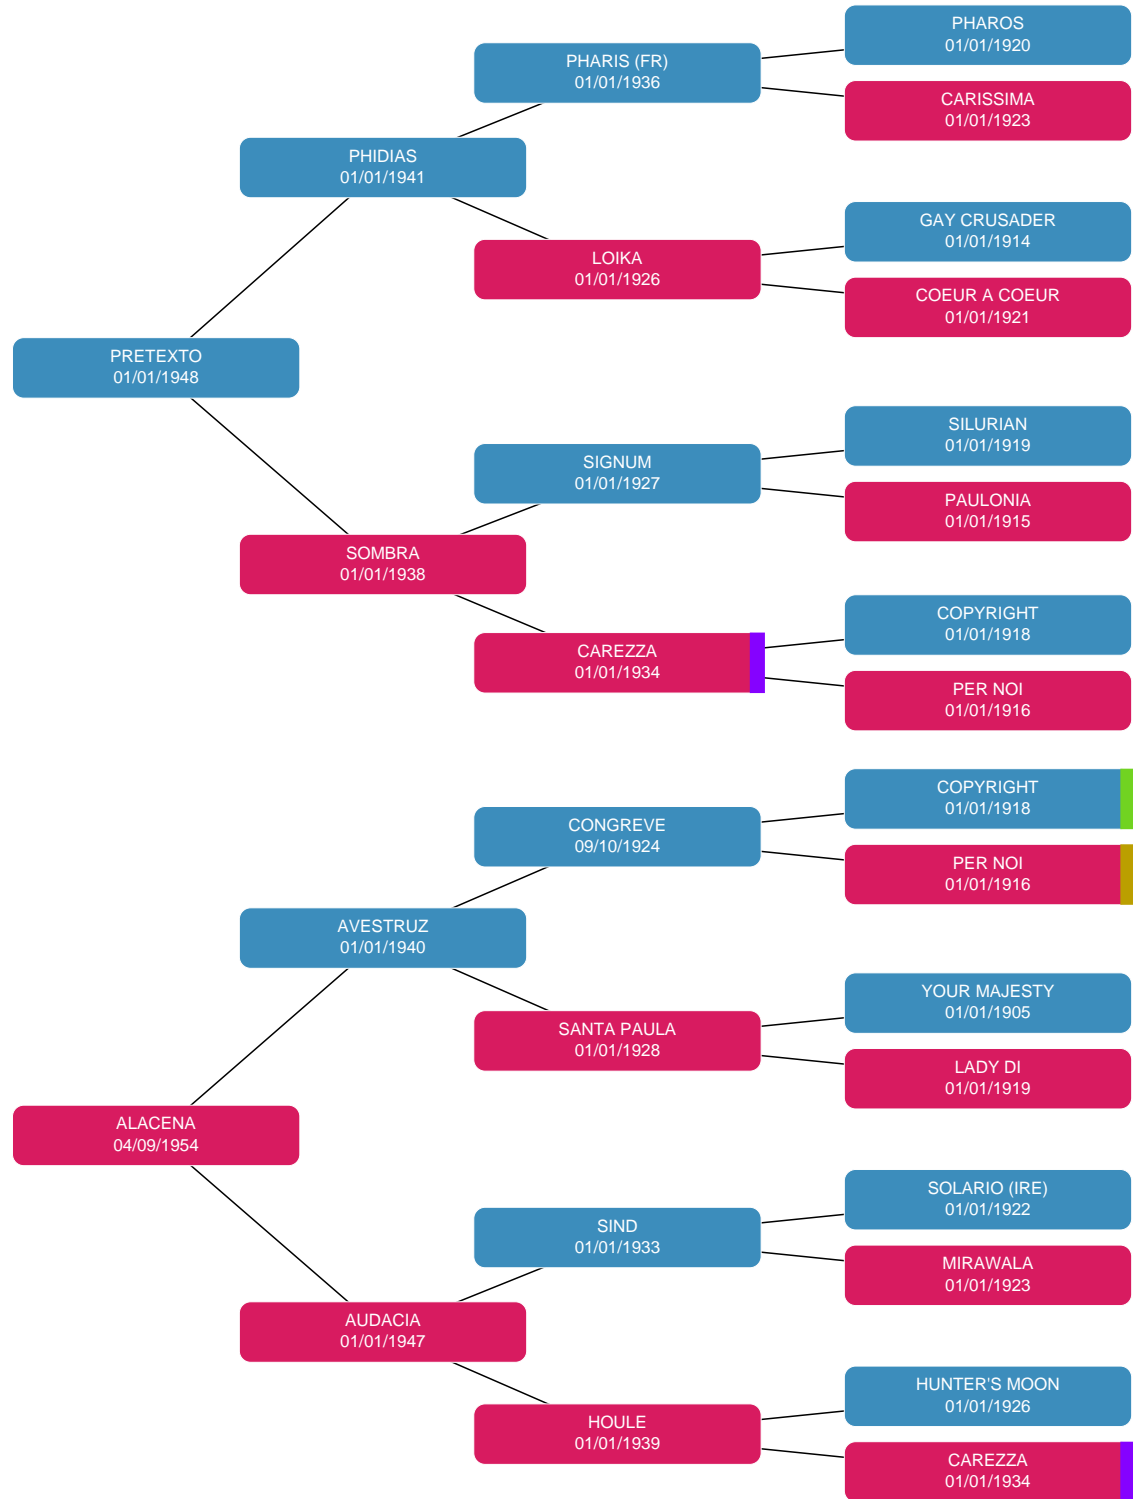 PHAROS
01/01/1920
PHARIS (FR)
01/01/1936
CARISSIMA
01/01/1923
PHIDIAS
01/01/1941
GAY CRUSADER
01/01/1914
LOIKA
01/01/1926
COEUR A COEUR
01/01/1921
PRETEXTO
01/01/1948
SILURIAN
01/01/1919
SIGNUM
01/01/1927
PAULONIA
01/01/1915
SOMBRA
01/01/1938
COPYRIGHT
01/01/1918
CAREZZA
01/01/1934
PER NOI
01/01/1916
COPYRIGHT
01/01/1918
CONGREVE
09/10/1924
PER NOI
01/01/1916
AVESTRUZ
01/01/1940
YOUR MAJESTY
01/01/1905
SANTA PAULA
01/01/1928
LADY DI
01/01/1919
ALACENA
04/09/1954
SOLARIO (IRE)
01/01/1922
SIND
01/01/1933
MIRAWALA
01/01/1923
AUDACIA
01/01/1947
HUNTER'S MOON
01/01/1926
HOULE
01/01/1939
CAREZZA
01/01/1934